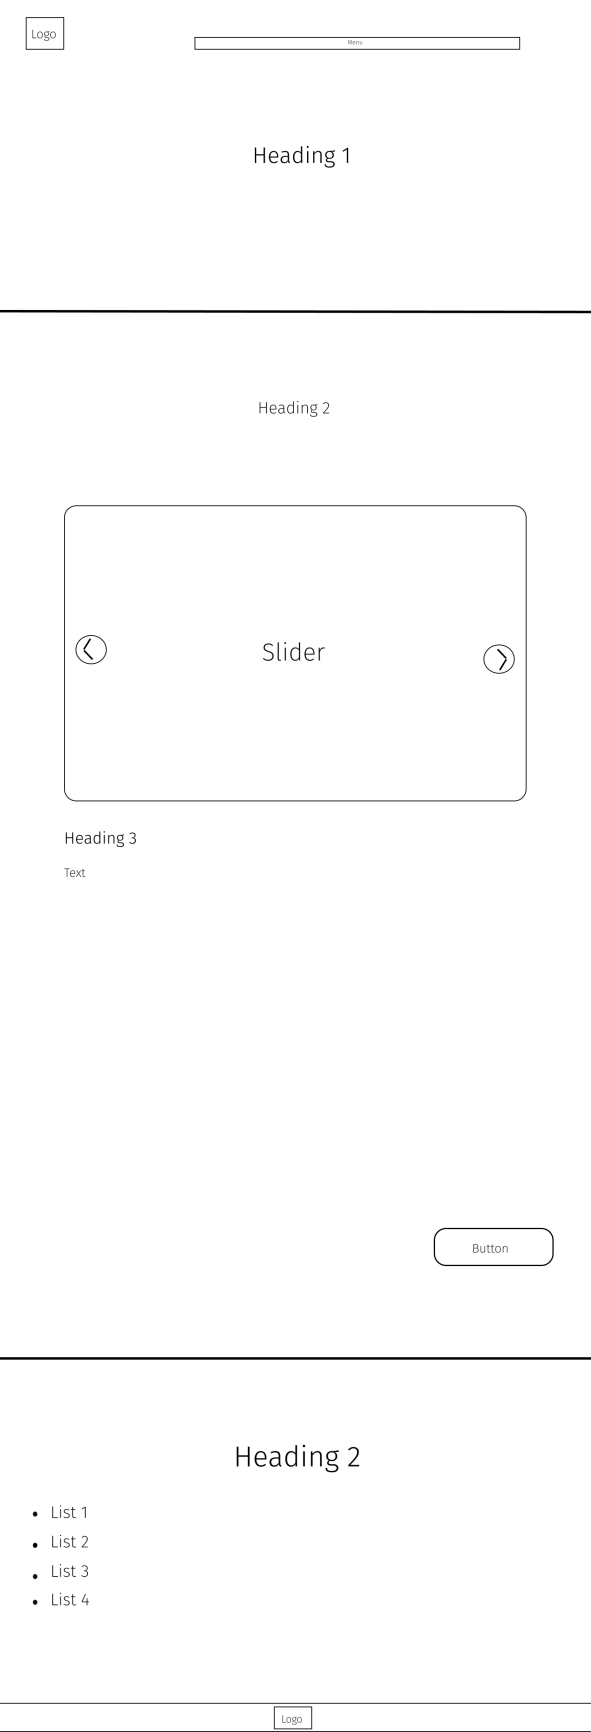 Logo
Menu
Heading 1
Heading 2
Slider
Heading 3
Text
Button
Heading 2
List 1
List 2
List 3
List 4
Logo